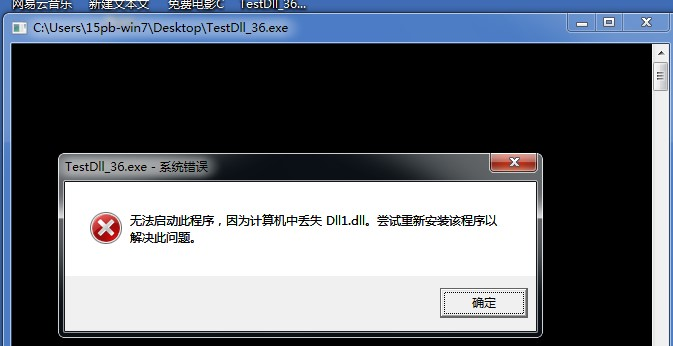 网易云音乐 新建文本文 免费电影C TestDll_36...
C:\Users\15pb-win7\Desktop\TestDll_36.exe
TestDll_36.exe - 系统错误
无法启动此程序，因为计算机中丢失 Dll1.dll。尝试重新安装该程序以
解决此问题。
确定